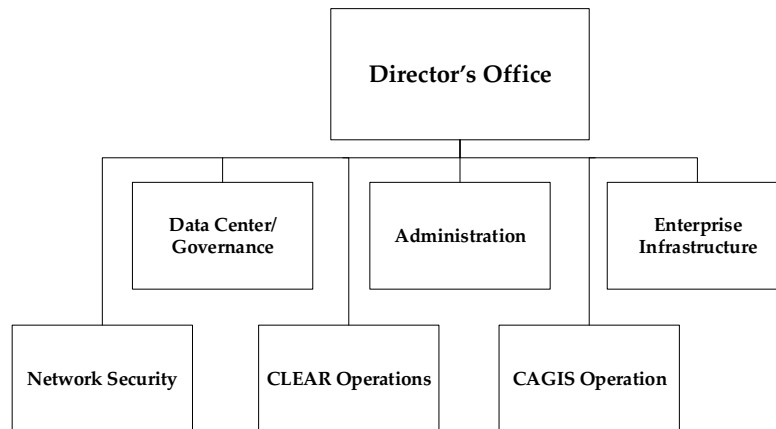 Director’s Office
Data Center/
Governance
Administration
Enterprise
Infrastructure
Network Security
CLEAR Operations
CAGIS Operation